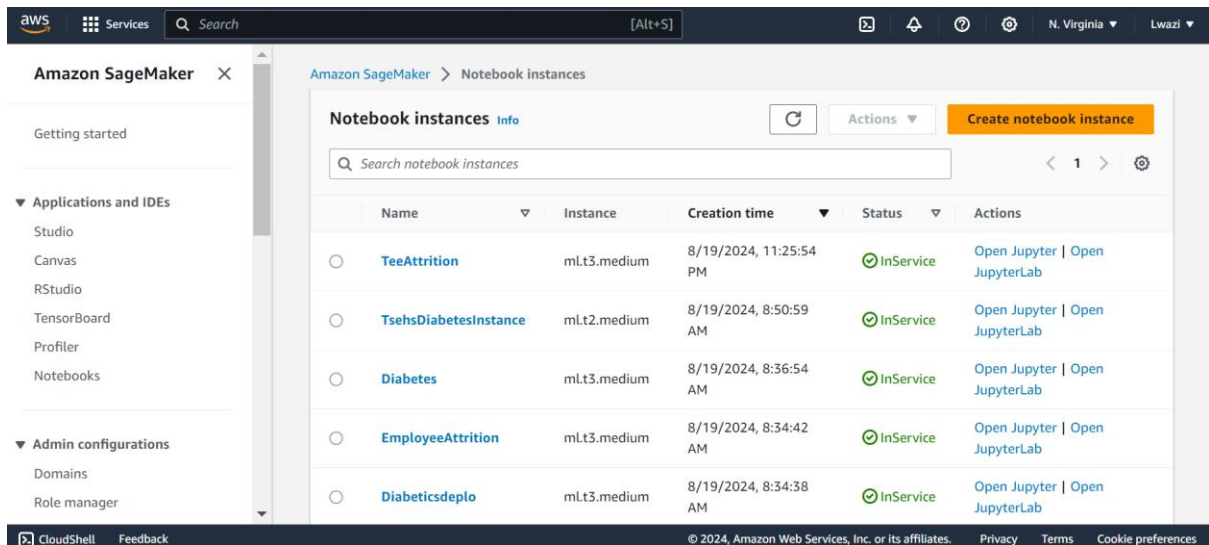 aws Services Search [Alt+S] N. Virginia Lwazi
Amazon SageMaker
Getting started
Applications and IDEs
Studio
Canvas
RStudio
TensorBoard
Profiler
Notebooks
Admin configurations
Domains
Role manager
Amazon SageMaker > Notebook instances
Notebook instances Info Actions Create notebook instance
Search notebook instances < 1 >
Name Instance Creation time Status Actions
TeeAttrition ml.t3.medium 8/19/2024, 11:25:54 InService Open Jupyter | Open
PM JupyterLab
TsehsDiabetesInstance ml.t2.medium 8/19/2024, 8:50:59 InService Open Jupyter | Open
AM JupyterLab
Diabetes ml.t3.medium 8/19/2024, 8:36:54 InService Open Jupyter | Open
AM JupyterLab
EmployeeAttrition ml.t3.medium 8/19/2024, 8:34:42 InService Open Jupyter | Open
AM JupyterLab
Diabeticsdeplo ml.t3.medium 8/19/2024, 8:34:38 InService Open Jupyter | Open
AM JupyterLab
CloudShell Feedback © 2024, Amazon Web Services, Inc. or its affiliates. Privacy Terms Cookie preferences